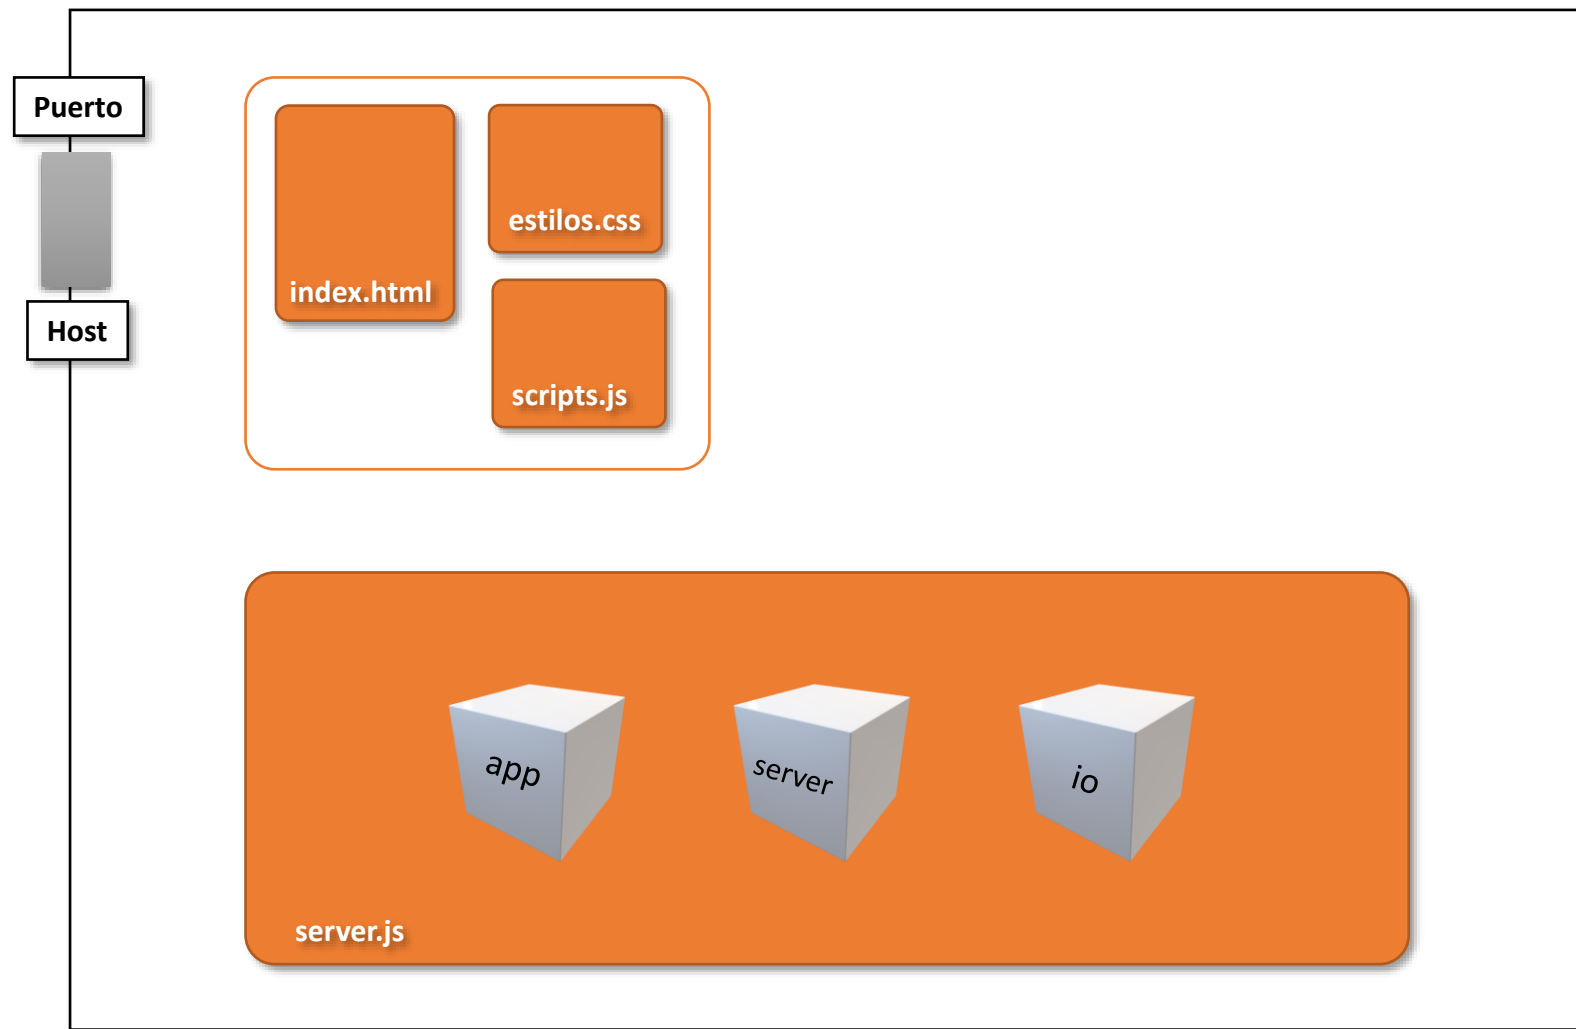 Puerto
Host
index.html
estilos.css
scripts.js
app
server
io
server.js